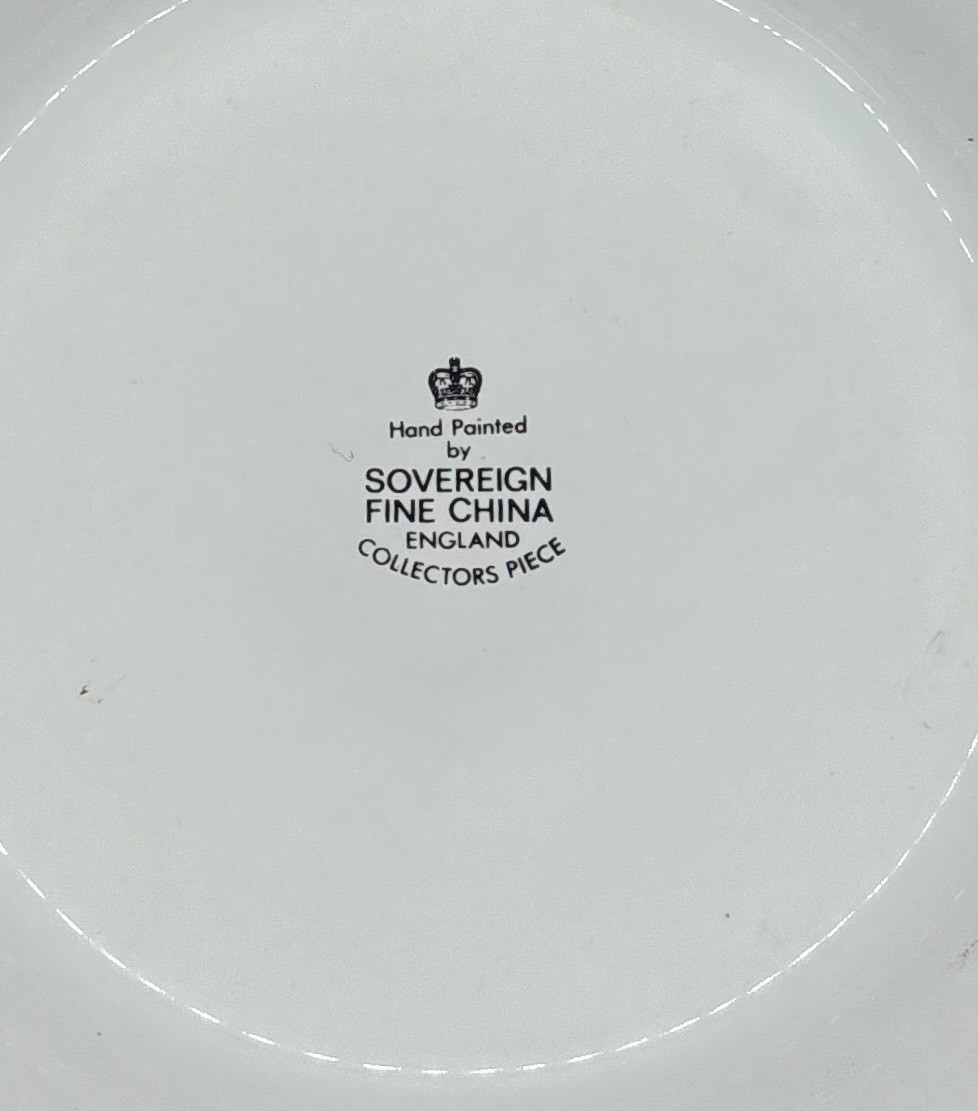 Hand Painted
by
SOVEREIGN
FINE CHINA
ENGLAND
COLLECTORS PIECE